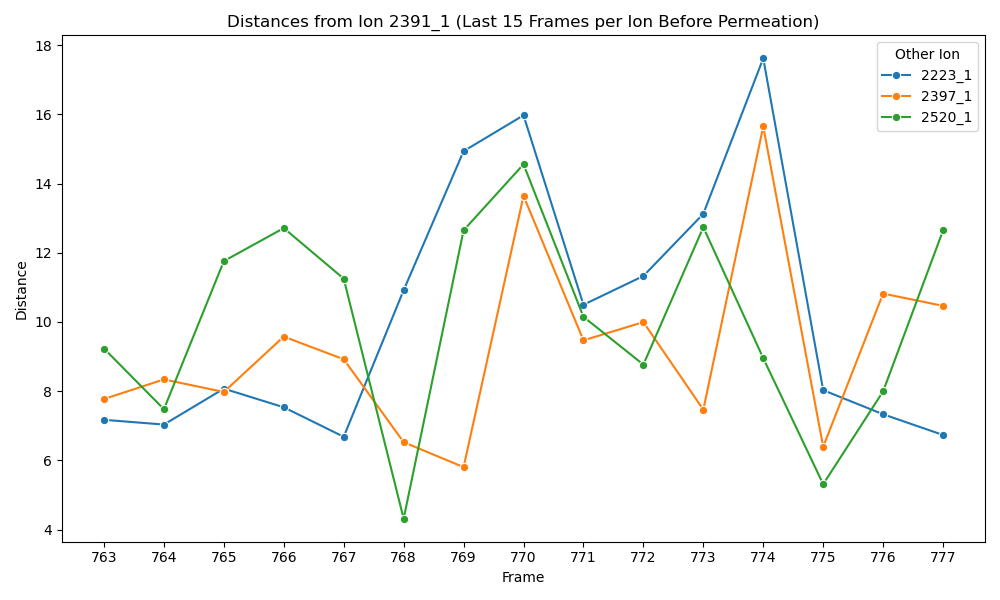 Distances from Ion 2391_1 (Last 15 Frames per Ion Before Permeation)
Other Ion
2223_1
2397_1
2520_1
Distance
18
16
14
12
10
8
6
4
763 764 765 766 767 768 769 770 771 772 773 774 775 776 777
Frame